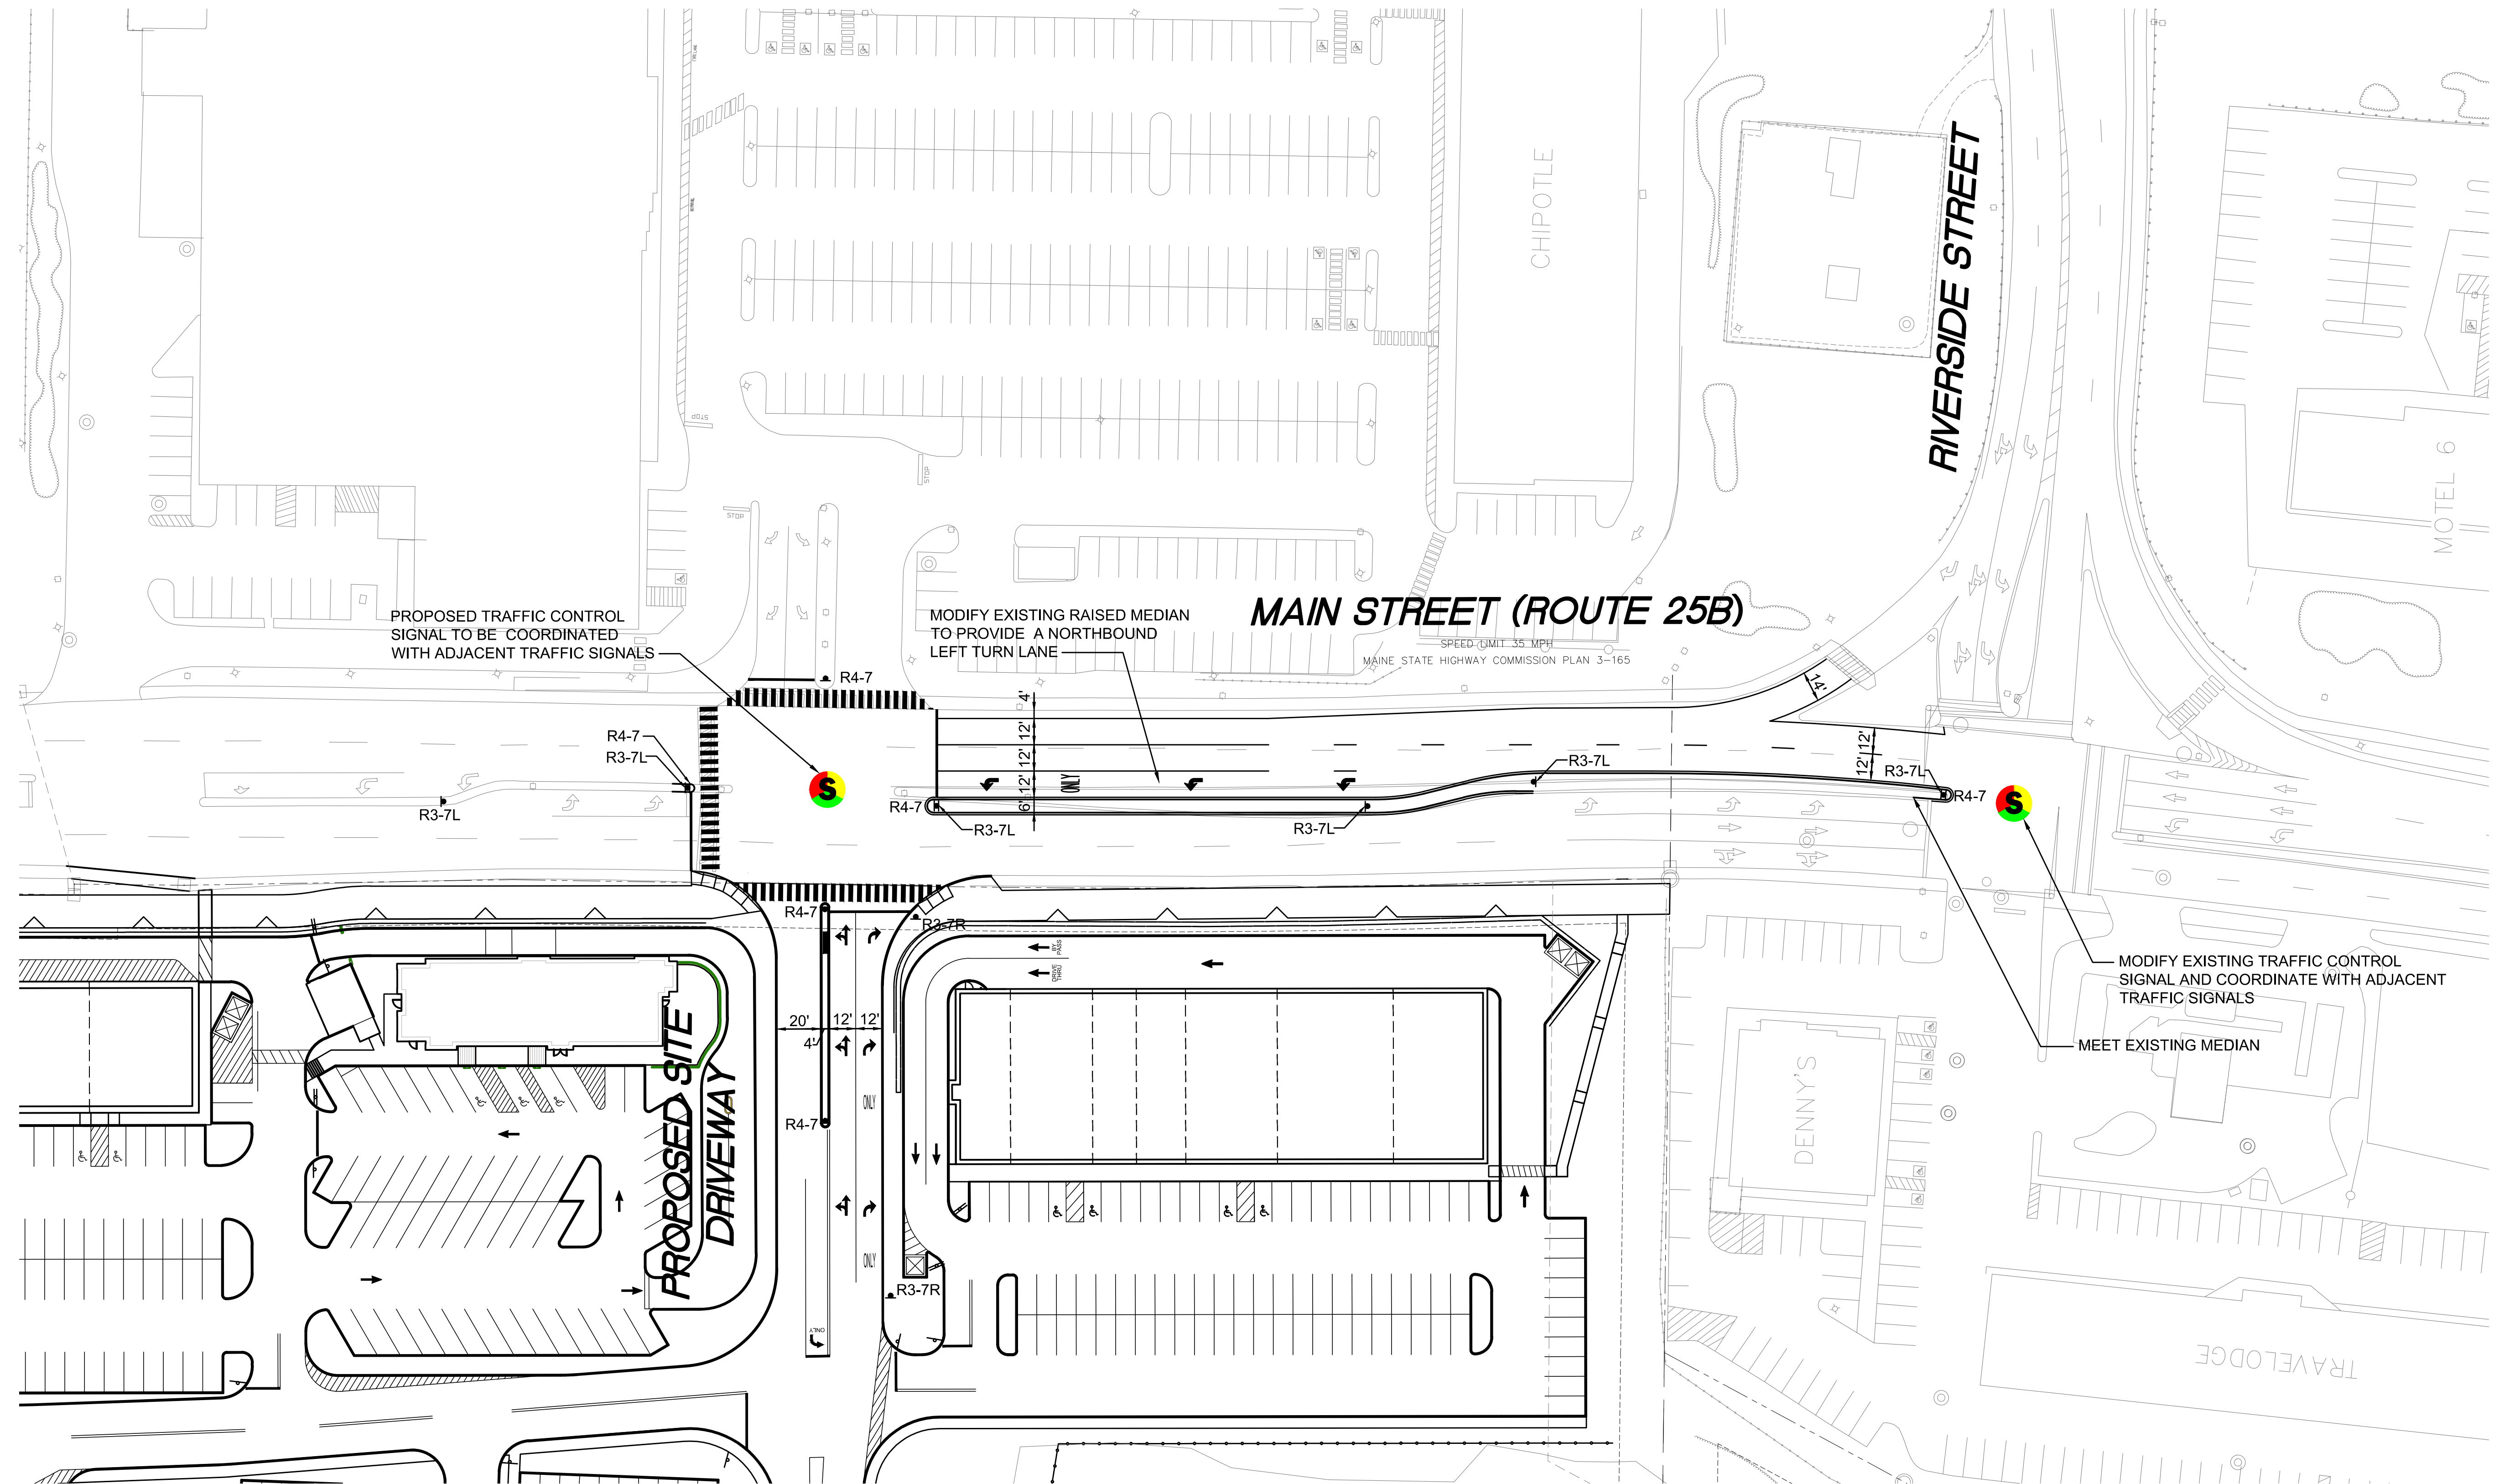 CHIPOTLE
RIVERSIDE STREET
MOTEL 6
STOP
STOP
STOP
PROPOSED TRAFFIC CONTROL
SIGNAL TO BE COORDINATED
WITH ADJACENT TRAFFIC SIGNALS
MODIFY EXISTING RAISED MEDIAN
TO PROVIDE A NORTHBOUND
LEFT TURN LANE
MAIN STREET (ROUTE 25B)
SPEED LIMIT 35 MPH
MAINE STATE HIGHWAY COMMISSION PLAN 3-165
R4-7
14'
4'
12'
12'
12'
6'
ONLY
R4-7
R3-7L
R3-7L
R3-7L
12'
12'
R3-7L
R4-7
S
S
R4-7
R3-7L
R3-7L
R4-7
R3-7R
BY
PASS
DRIVE
THRU
MODIFY EXISTING TRAFFIC CONTROL
SIGNAL AND COORDINATE WITH ADJACENT
TRAFFIC SIGNALS
MEET EXISTING MEDIAN
20'
12'
12'
4'
ONLY
R4-7
PROPOSED SITE
DRIVEWAY
DENNY'S
ONLY
R3-7R
ONLY
TRAVELODGE